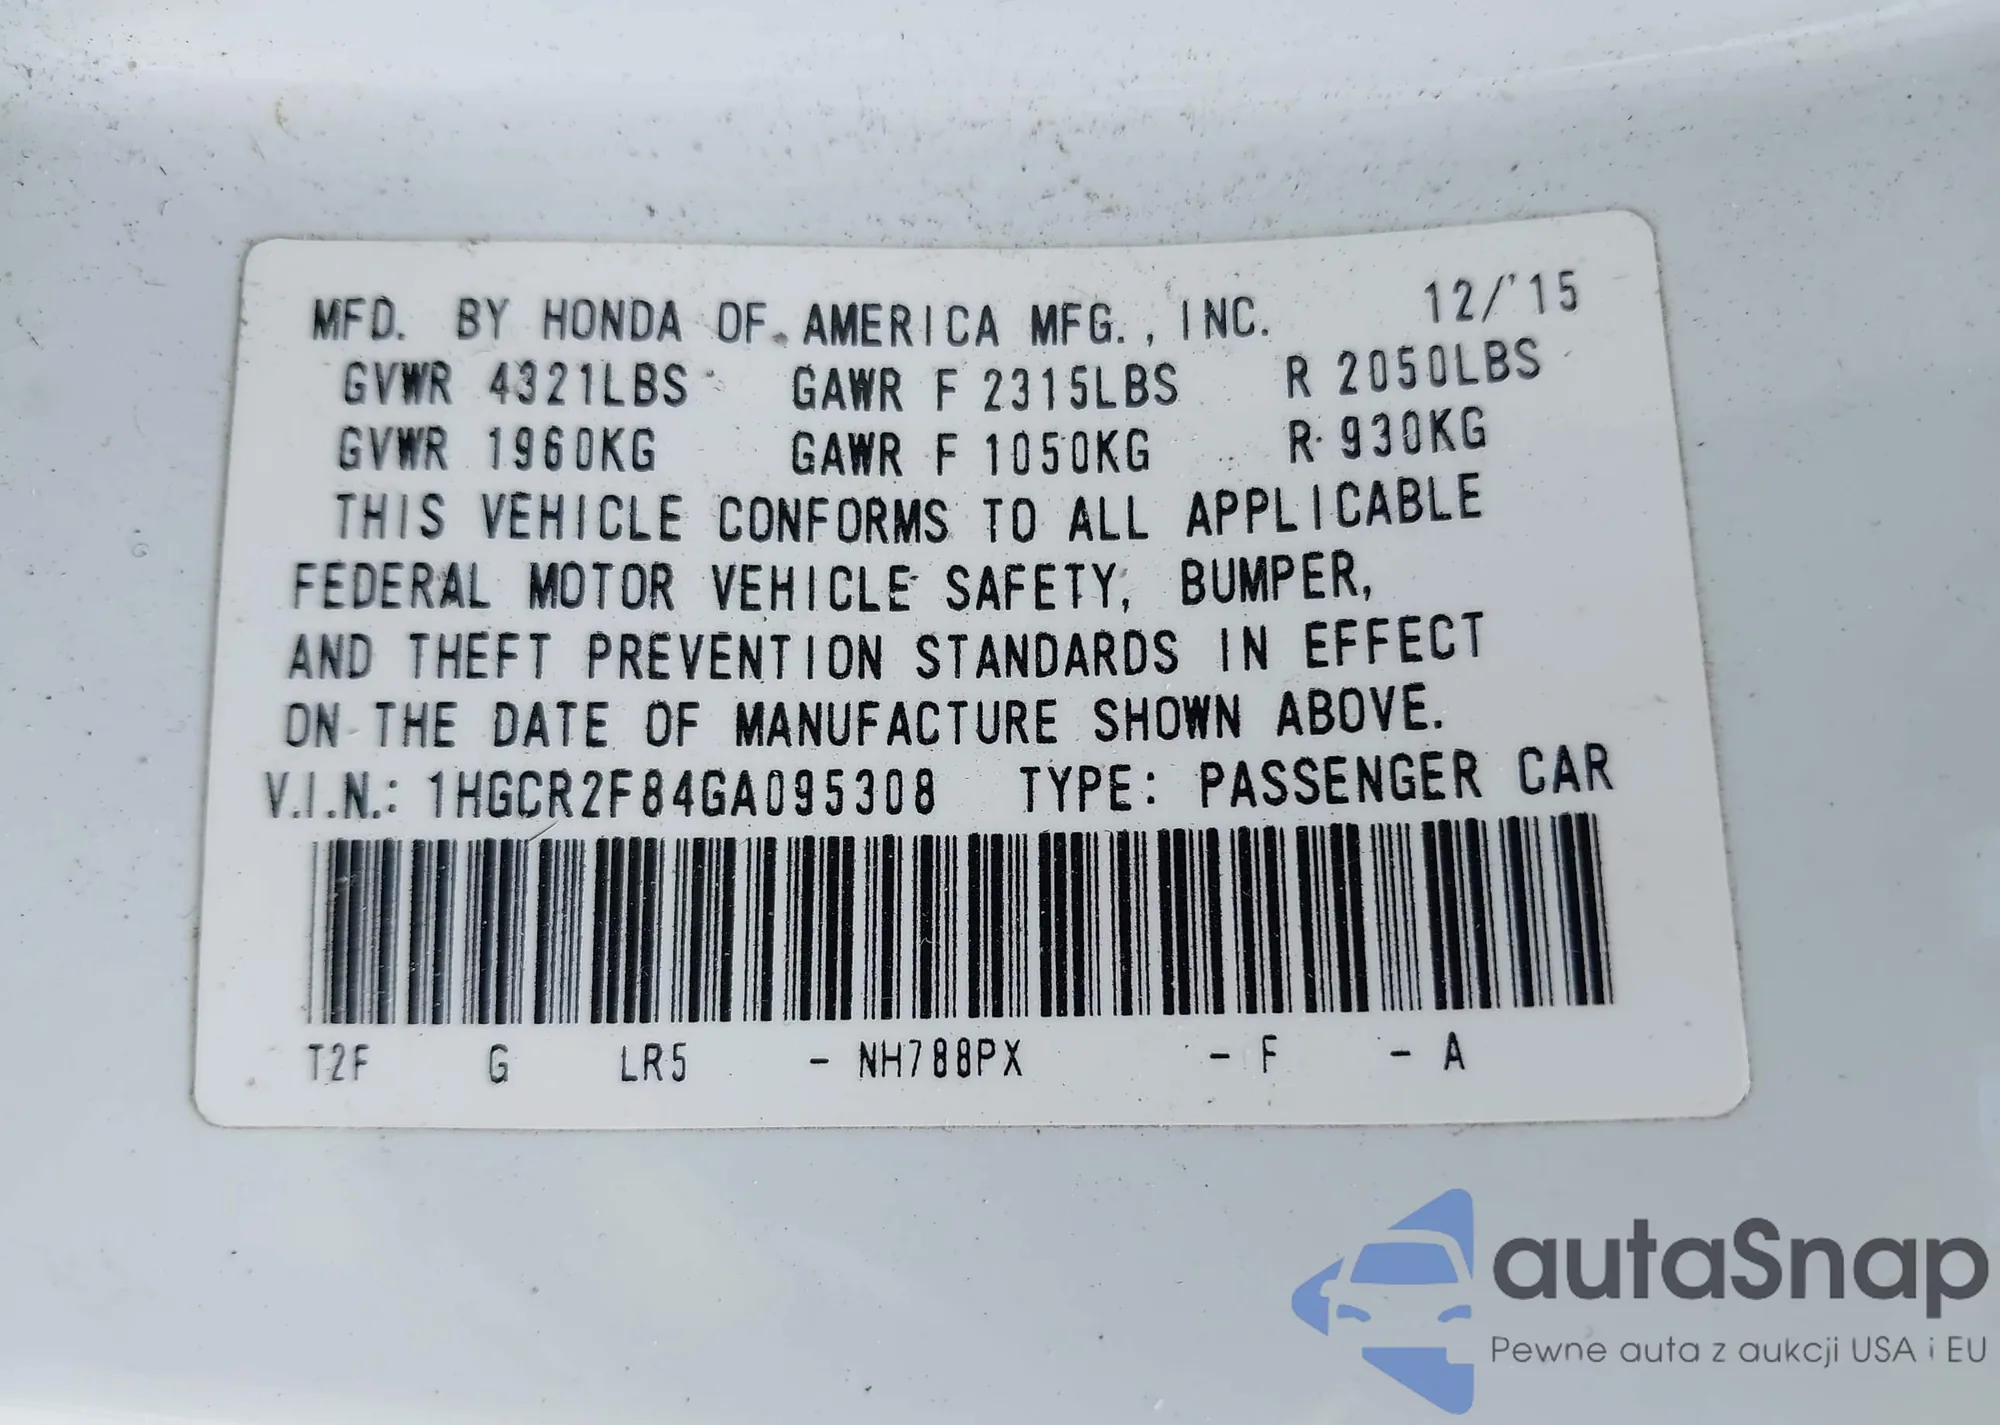 MFD. BY HONDA OF AMERICA MFG., INC. 12/'15
GVWR 4321LBS GAWR F 2315LBS R 2050LBS
GVWR 1960KG GAWR F 1050KG R 930KG
THIS VEHICLE CONFORMS TO ALL APPLICABLE
FEDERAL MOTOR VEHICLE SAFETY, BUMPER,
AND THEFT PREVENTION STANDARDS IN EFFECT
ON THE DATE OF MANUFACTURE SHOWN ABOVE.
V.I.N.: 1HGCR2F84GA095308 TYPE: PASSENGER CAR
T2F G LR5 - NH788PX - F - A
autaSnap
Pewne auta z aukcji USA i EU